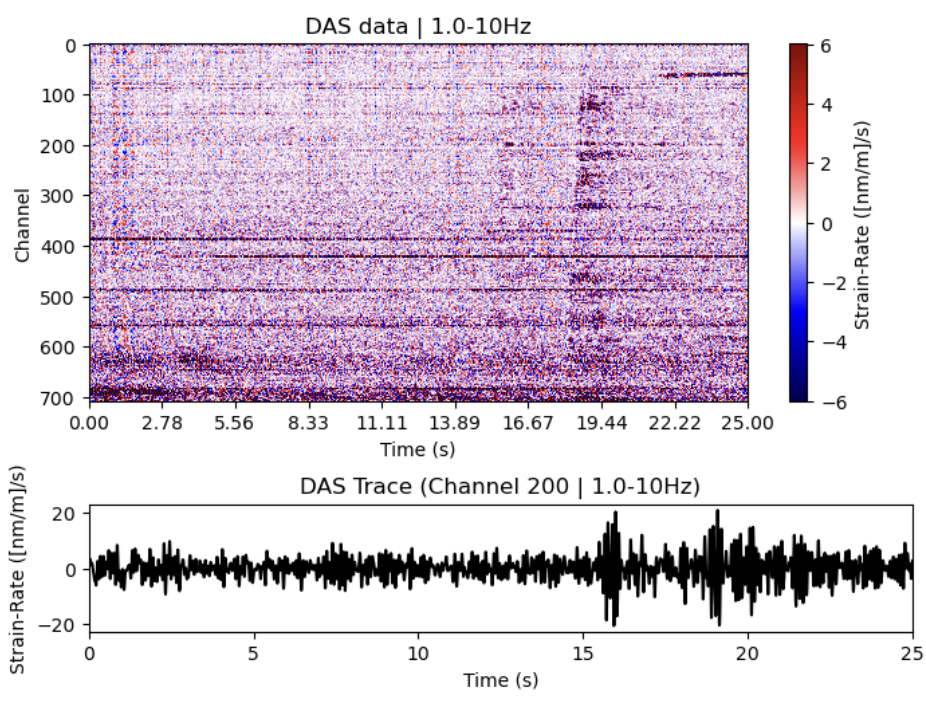 DAS data | 1.0-10Hz
0
100
200
300
400
500
600
700
Channel
0.00 2.78 5.56 8.33 11.11 13.89 16.67 19.44 22.22 25.00
Time (s)
6
4
2
0
−2
−4
−6
Strain-Rate ([nm/m]/s)
DAS Trace (Channel 200 | 1.0-10Hz)
20
0
−20
Strain-Rate ([nm/m]/s)
0 5 10 15 20 25
Time (s)